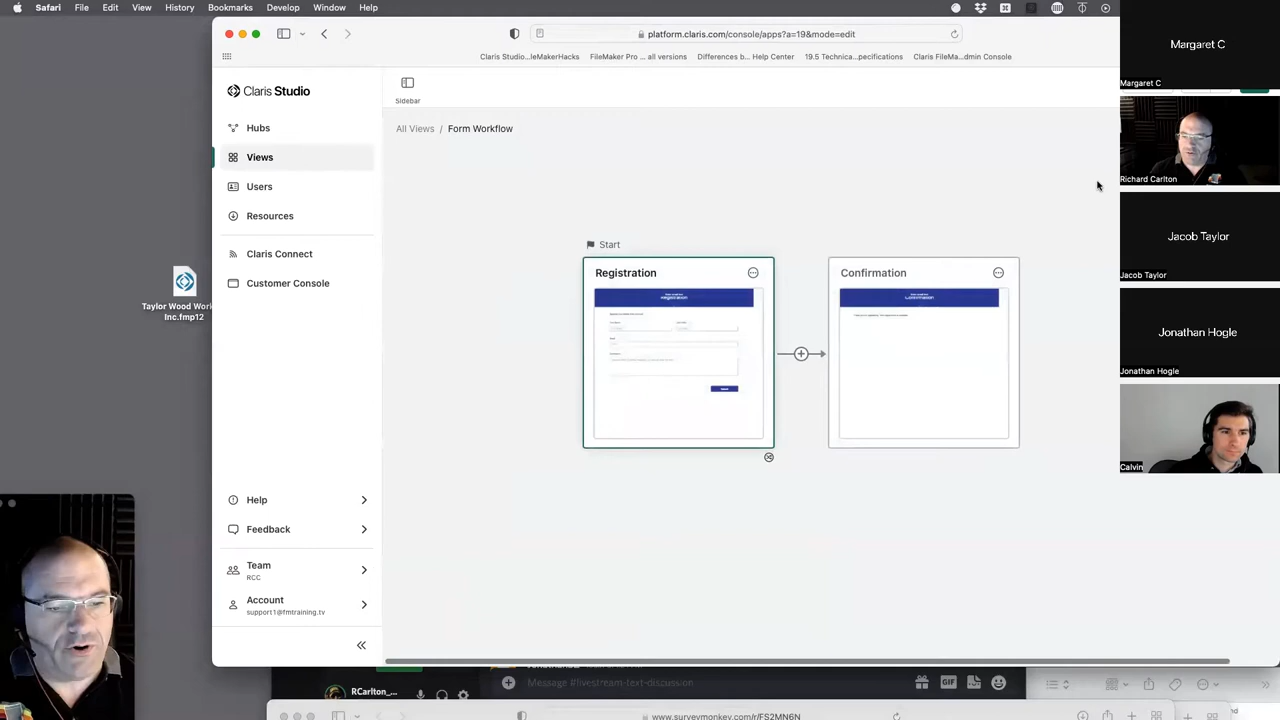 Safari File Edit View History Bookmarks Develop Window Help
platform.claris.com/console/apps?a=19&mode=edit
Claris Studio...leMakerHacks FileMaker Pro ... all versions Differences b... Help Center 19.5 Technica...pecifications Claris FileMa...dmin Console
Claris Studio
Sidebar
All Views / Form Workflow
Hubs
Views
Users
Resources
Claris Connect
Customer Console
Help
Feedback
Team
RCC
Account
support1@fmtraining.tv
Taylor Wood Work
Inc.fmp12
Start
Registration
Registration
Confirmation
Confirmation
Margaret C
Margaret C
Richard Carlton
Jacob Taylor
Jacob Taylor
Jonathan Hogle
Jonathan Hogle
Calvin
RCarlton_...
Message #livestream-text-discussion
GIF
www.surveymonkey.com/r/FS2MN6N